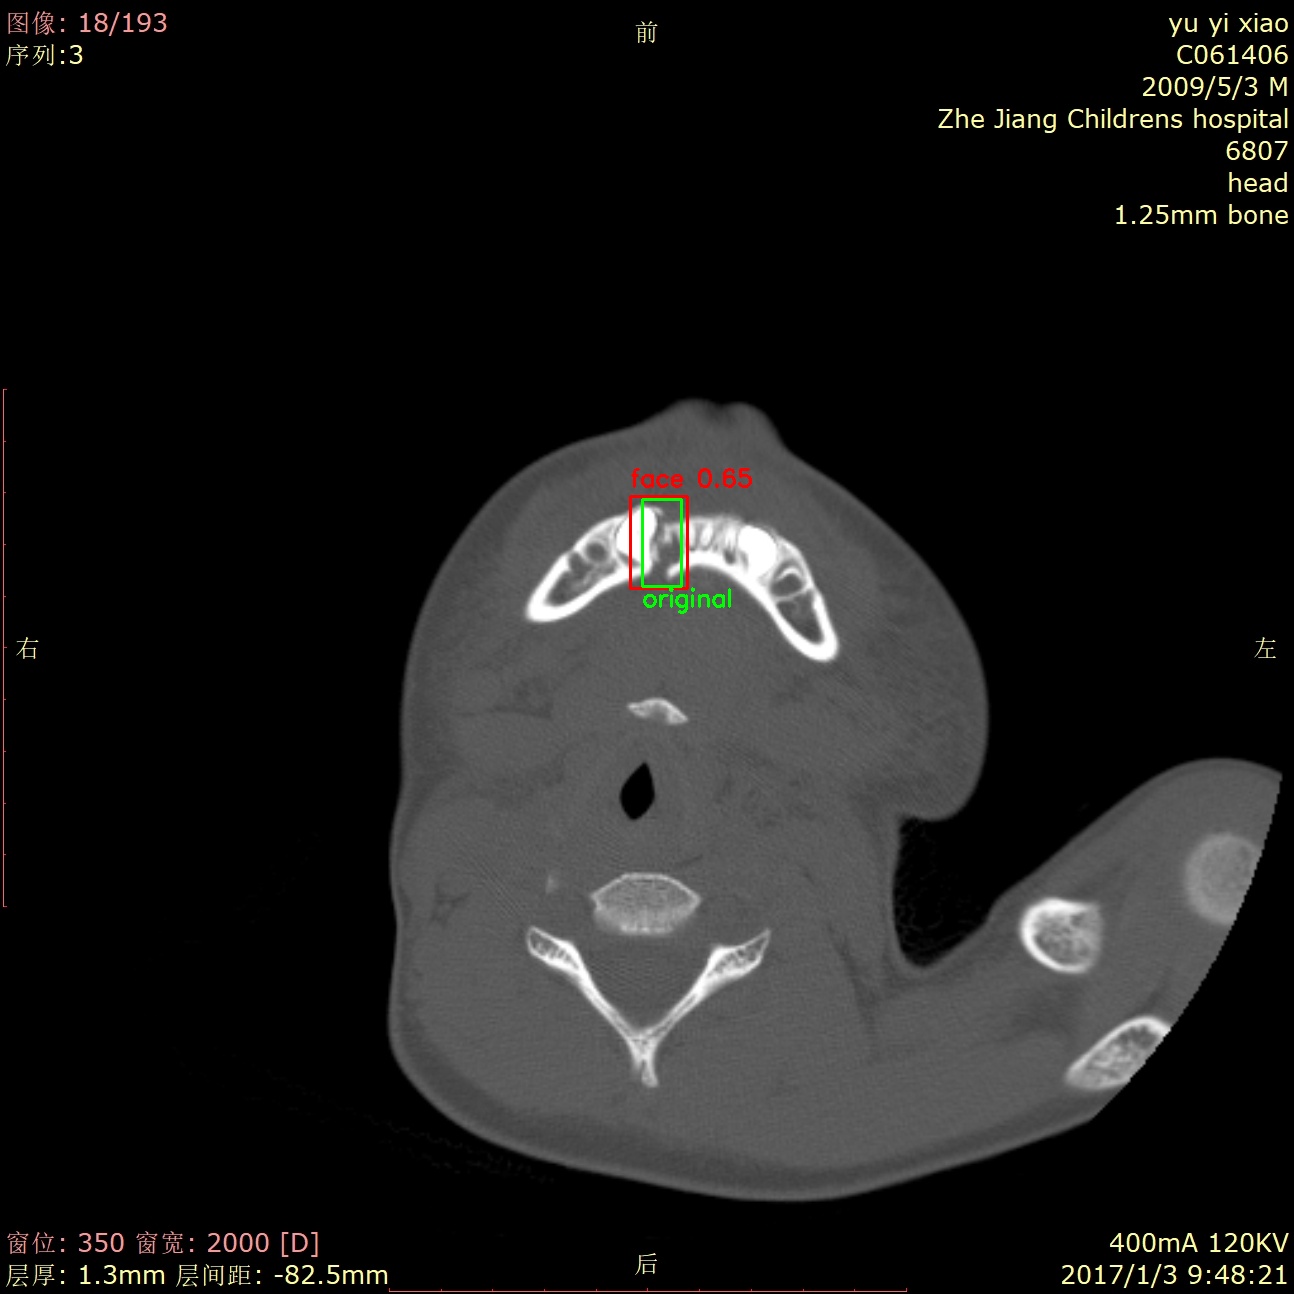 图像: 18/193
序列:3
前
yu yi xiao
C061406
2009/5/3 M
Zhe Jiang Childrens hospital
6807
head
1.25mm bone
face 0.65
original
右
左
窗位: 350 窗宽: 2000 [D]
层厚: 1.3mm 层间距: -82.5mm
后
400mA 120KV
2017/1/3 9:48:21